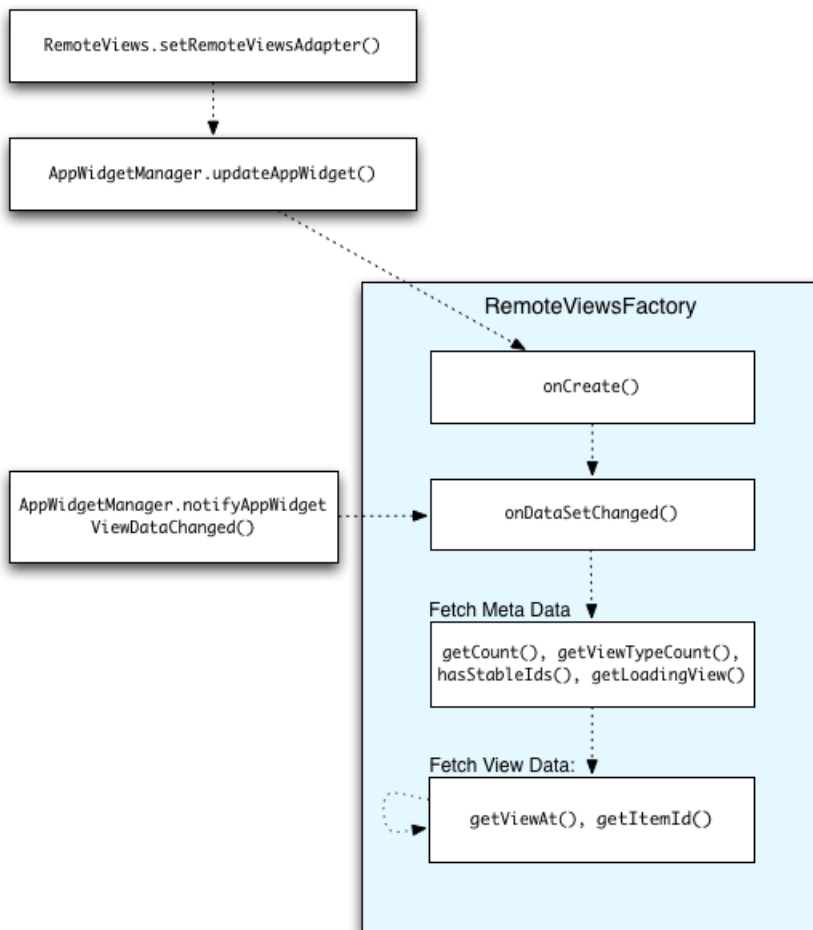 RemoteViews.setRemoteViewsAdapter()
AppWidgetManager.updateAppWidget()
RemoteViewsFactory
onCreate()
AppWidgetManager.notifyAppWidget
ViewDataChanged()
onDataSetChanged()
Fetch Meta Data
getCount(), getViewTypeCount(),
hasStableIds(), getLoadingView()
Fetch View Data:
getViewAt(), getItemId()